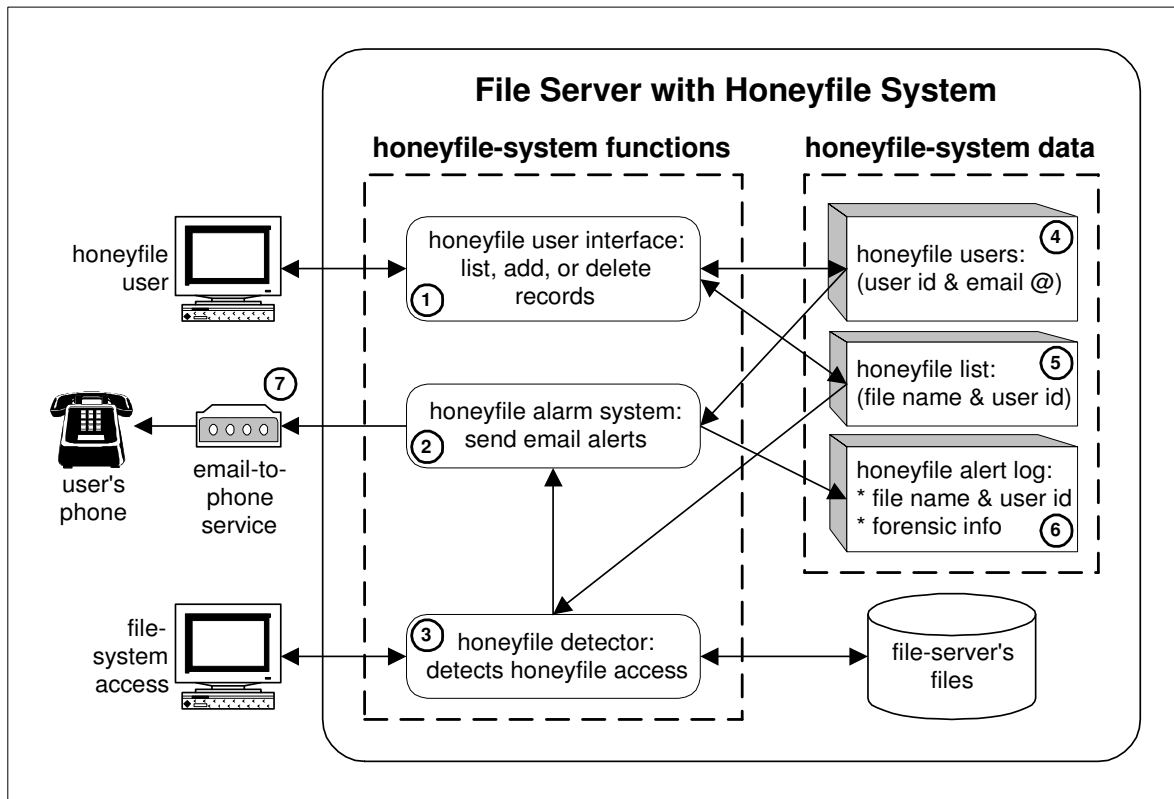 File Server with Honeyfile System
honeyfile-system functions
honeyfile-system data
honeyfile
user
honeyfile user interface:
list, add, or delete
records
1
4
honeyfile users:
(user id & email @)
5
honeyfile list:
(file name & user id)
7
email-to-
phone
service
user's
phone
honeyfile alarm system:
send email alerts
2
honeyfile alert log:
* file name & user id
* forensic info
6
file-
system
access
3
honeyfile detector:
detects honeyfile access
file-server's
files